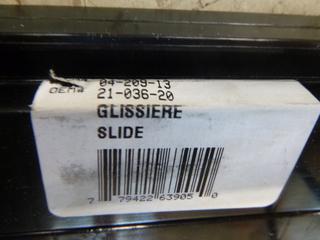 04-209-13
OEM# 21-036-20
GLISSIERE
SLIDE
7 79422 63905 0